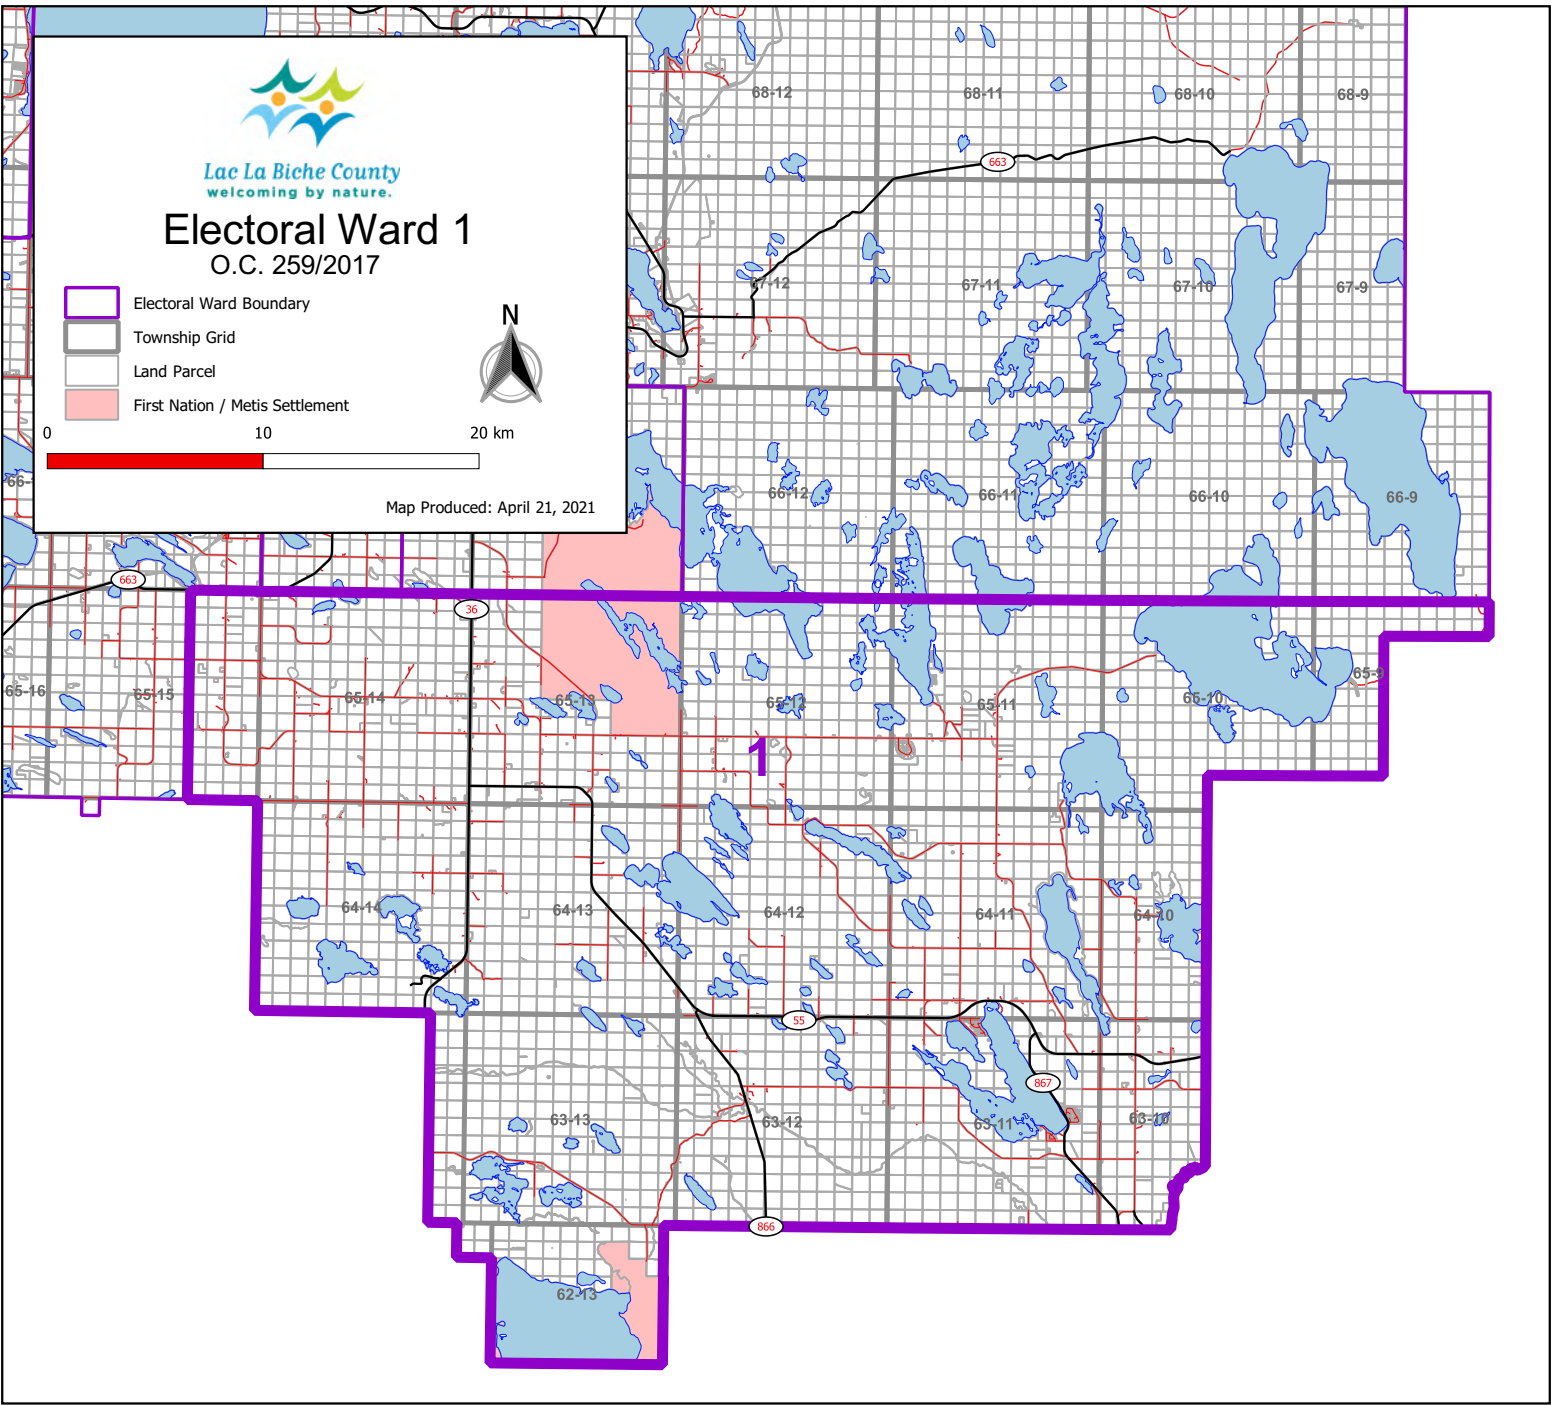 Lac La Biche County
welcoming by nature.
Electoral Ward 1
O.C. 259/2017
Electoral Ward Boundary
Township Grid
Land Parcel
First Nation / Metis Settlement
N
0 10 20 km
Map Produced: April 21, 2021
68-12 68-11 68-10 68-9
663
67-12 67-11 67-10 67-9
66-12 66-11 66-10 66-9
663
36
65-16 65-15 65-14 65-13 65-12 65-11 65-10 65-9
1
64-14 64-13 64-12 64-11 64-10
55
867
63-13 63-12 63-11 63-10
866
62-13